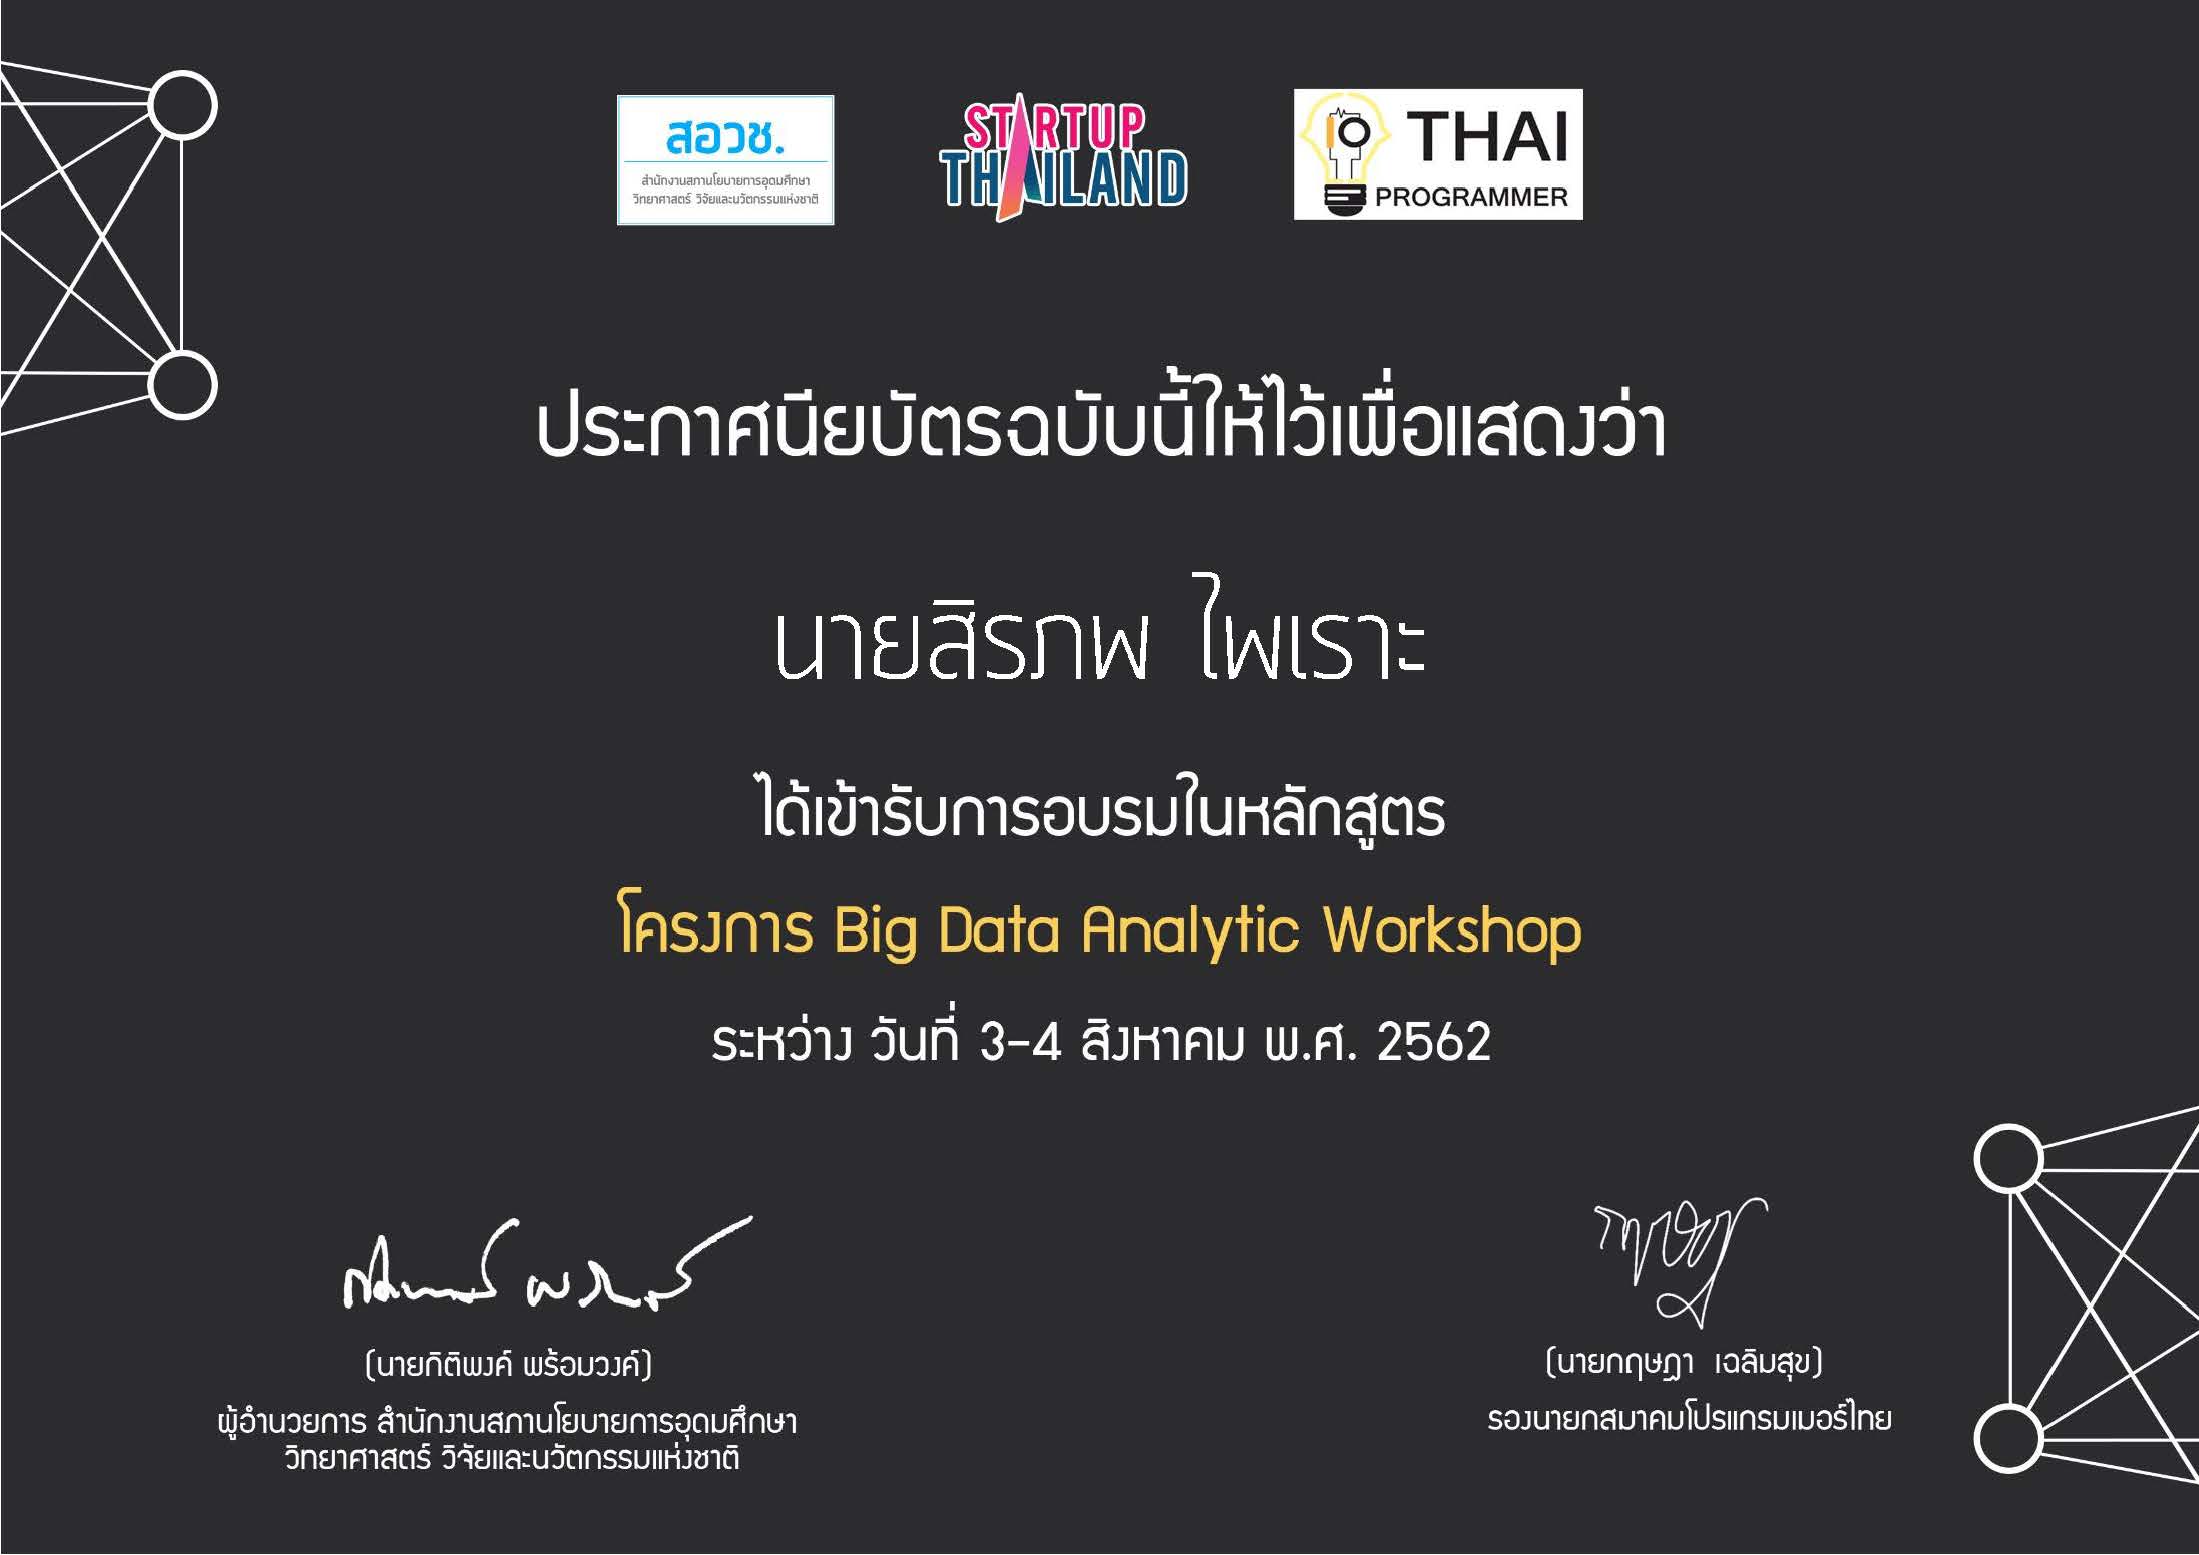 สอวช.
สำนักงานสภานโยบายการอุดมศึกษา
วิทยาศาสตร์ วิจัยและนวัตกรรมแห่งชาติ
STARTUP
THAILAND
THAI
PROGRAMMER
ประกาศนียบัตรฉบับนี้ให้ไว้เพื่อแสดงว่า
นายสิรภพ ไพเราะ
ได้เข้ารับการอบรมในหลักสูตร
โครงการ Big Data Analytic Workshop
ระหว่าง วันที่ 3-4 สิงหาคม พ.ศ. 2562
(นายกิติพงค์ พร้อมวงค์)
ผู้อำนวยการ สำนักงานสภานโยบายการอุดมศึกษา
วิทยาศาสตร์ วิจัยและนวัตกรรมแห่งชาติ
(นายกฤษฎา เฉลิมสุข)
รองนายกสมาคมโปรแกรมเมอร์ไทย